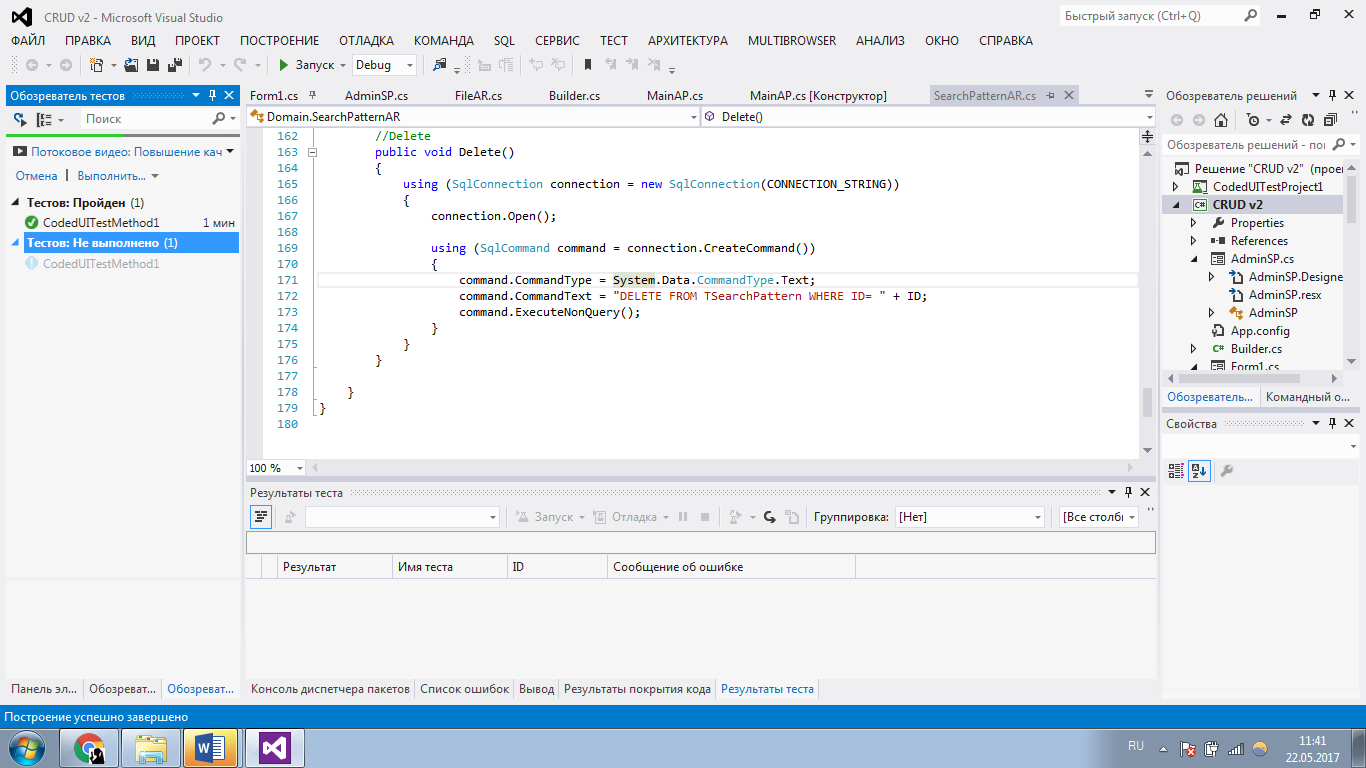 CRUD v2 - Microsoft Visual Studio
Быстрый запуск (Ctrl+Q)
ФАЙЛ ПРАВКА ВИД ПРОЕКТ ПОСТРОЕНИЕ ОТЛАДКА КОМАНДА SQL СЕРВИС ТЕСТ АРХИТЕКТУРА MULTIBROWSER АНАЛИЗ ОКНО СПРАВКА
Запуск Debug
Обозреватель тестов
Поиск
Потоковое видео: Повышение кач
Отмена | Выполнить...
Тестов: Пройден (1)
CodedUITestMethod1 1 мин
Тестов: Не выполнено (1)
CodedUITestMethod1
Form1.cs AdminSP.cs FileAR.cs Builder.cs MainAP.cs MainAP.cs [Конструктор] SearchPatternAR.cs
Domain.SearchPatternAR Delete()
162 //Delete
163 public void Delete()
164 {
165 using (SqlConnection connection = new SqlConnection(CONNECTION_STRING))
166 {
167 connection.Open();
168
169 using (SqlCommand command = connection.CreateCommand())
170 {
171 command.CommandType = System.Data.CommandType.Text;
172 command.CommandText = "DELETE FROM TSearchPattern WHERE ID= " + ID;
173 command.ExecuteNonQuery();
174 }
175 }
176 }
177
178 }
179 }
180
100 %
Результаты теста
Запуск Отладка Группировка: [Нет] [Все столб
Результат Имя теста ID Сообщение об ошибке
Обозреватель решений
Обозреватель решений - по
Решение "CRUD v2" (прое
CodedUITestProject1
CRUD v2
Properties
References
AdminSP.cs
AdminSP.Designe
AdminSP.resx
AdminSP
App.config
Builder.cs
Form1.cs
Обозреватель... Командный о...
Свойства
Панель эл... Обозреват... Обозреват...
Консоль диспетчера пакетов Список ошибок Вывод Результаты покрытия кода Результаты теста
Построение успешно завершено
RU
11:41
22.05.2017